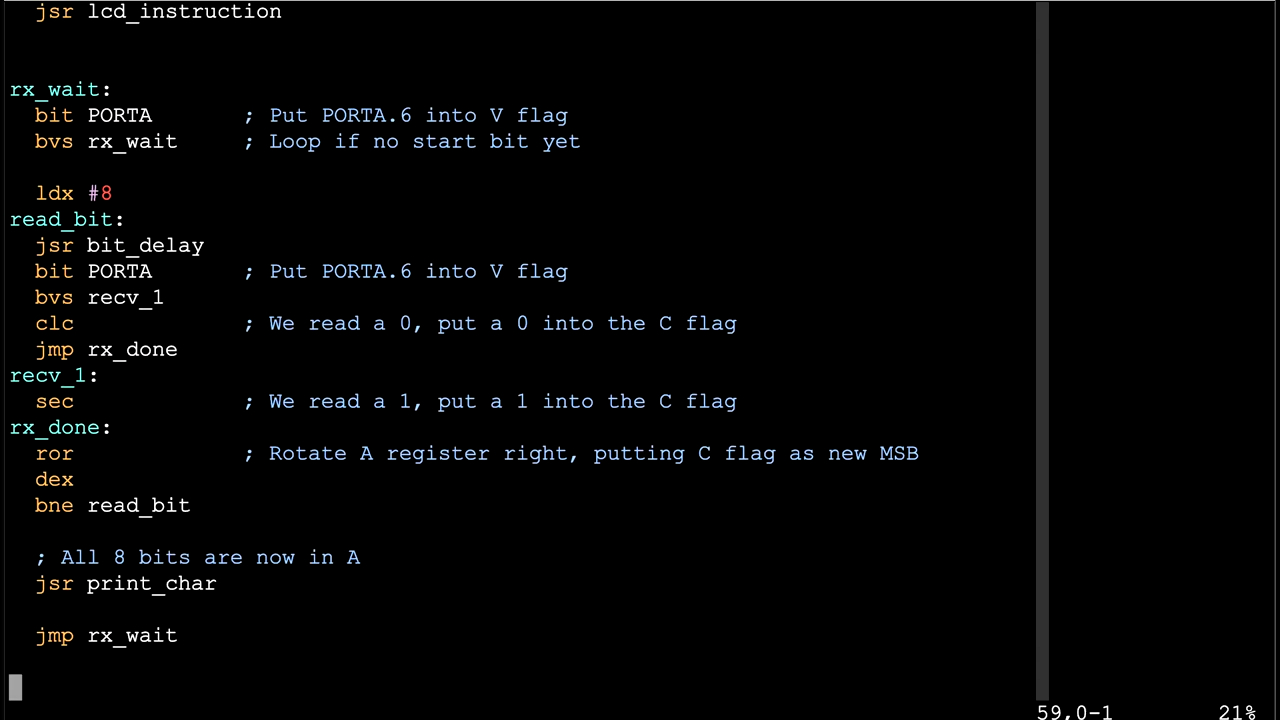 jsr lcd_instruction
rx_wait:
bit PORTA ; Put PORTA.6 into V flag
bvs rx_wait ; Loop if no start bit yet
ldx #8
read_bit:
jsr bit_delay
bit PORTA ; Put PORTA.6 into V flag
bvs recv_1
clc ; We read a 0, put a 0 into the C flag
jmp rx_done
recv_1:
sec ; We read a 1, put a 1 into the C flag
rx_done:
ror ; Rotate A register right, putting C flag as new MSB
dex
bne read_bit
; All 8 bits are now in A
jsr print_char
jmp rx_wait
59,0-1 21%